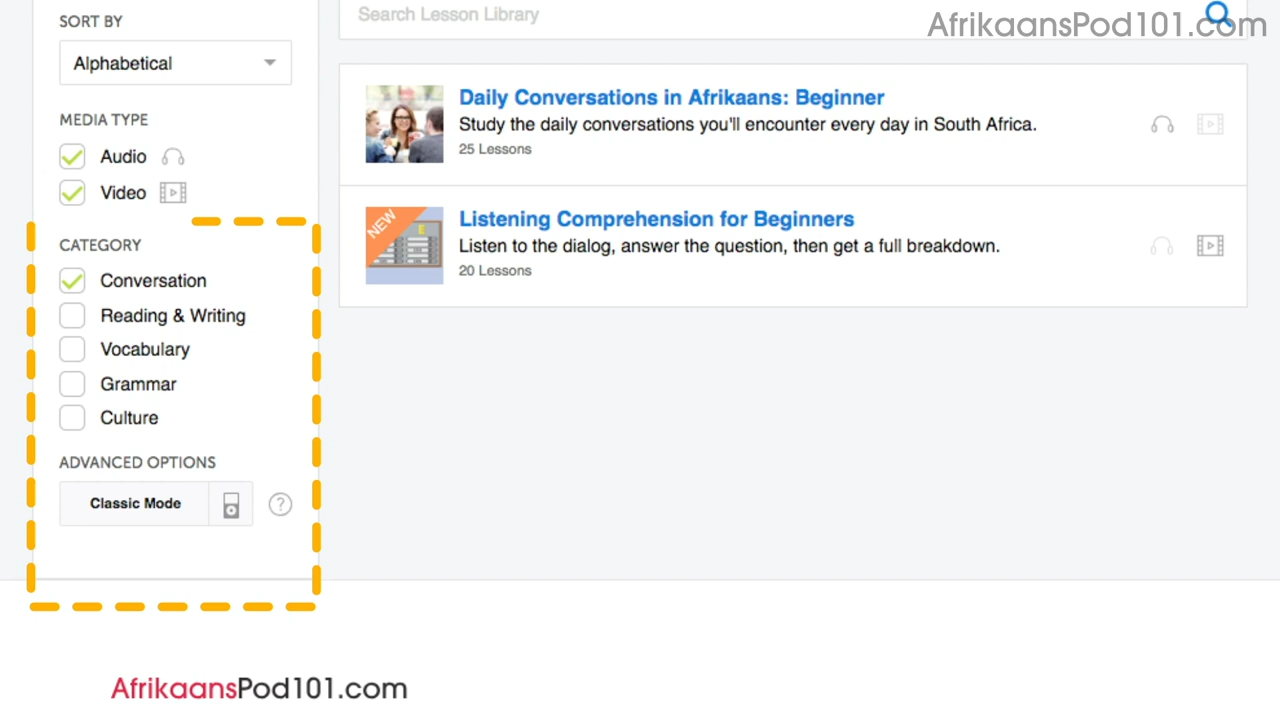 SORT BY
Alphabetical
MEDIA TYPE
Audio
Video
CATEGORY
Conversation
Reading & Writing
Vocabulary
Grammar
Culture
ADVANCED OPTIONS
Classic Mode
?
Search Lesson Library
AfrikaansPod101.com
Daily Conversations in Afrikaans: Beginner
Study the daily conversations you'll encounter every day in South Africa.
25 Lessons
NEW
Listening Comprehension for Beginners
Listen to the dialog, answer the question, then get a full breakdown.
20 Lessons
AfrikaansPod101.com